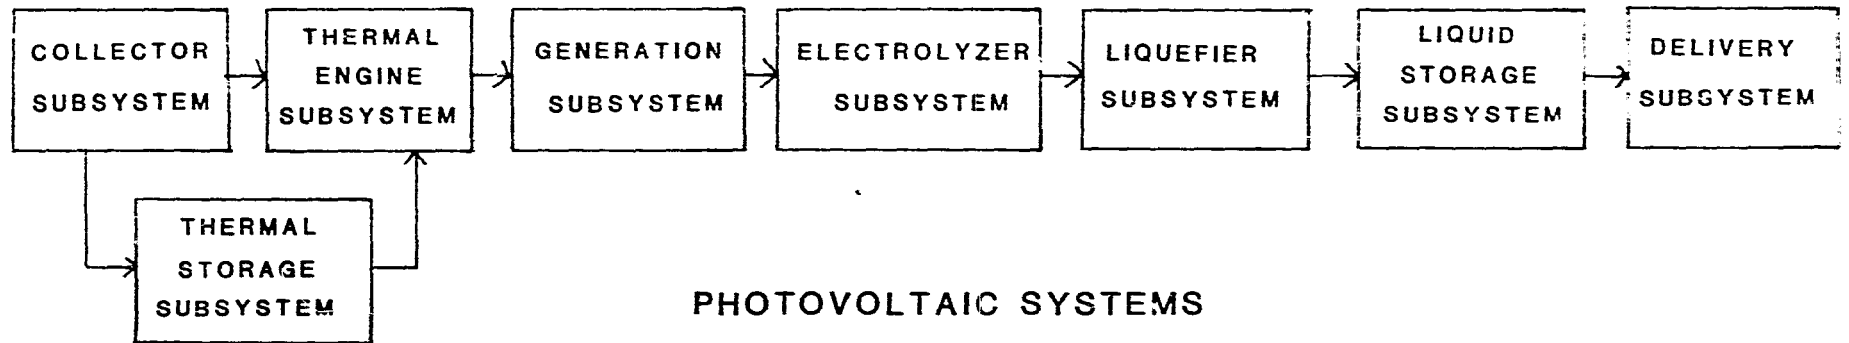 COLLECTOR
SUBSYSTEM
THERMAL
ENGINE
SUBSYSTEM
GENERATION
SUBSYSTEM
ELECTROLYZER
SUBSYSTEM
LIQUEFIER
SUBSYSTEM
LIQUID
STORAGE
SUBSYSTEM
DELIVERY
SUBSYSTEM
THERMAL
STORAGE
SUBSYSTEM
PHOTOVOLTAIC SYSTEMS